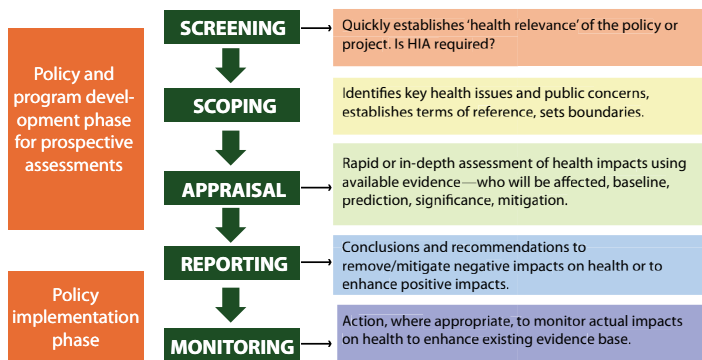 Policy and
program devel-
opment phase
for prospective
assessments
SCREENING
Quickly establishes ‘health relevance’ of the policy or
project. Is HIA required?
SCOPING
Identifies key health issues and public concerns,
establishes terms of reference, sets boundaries.
APPRAISAL
Rapid or in-depth assessment of health impacts using
available evidence—who will be affected, baseline,
prediction, significance, mitigation.
REPORTING
Conclusions and recommendations to
remove/mitigate negative impacts on health or to
enhance positive impacts.
Policy
implementation
phase
MONITORING
Action, where appropriate, to monitor actual impacts
on health to enhance existing evidence base.